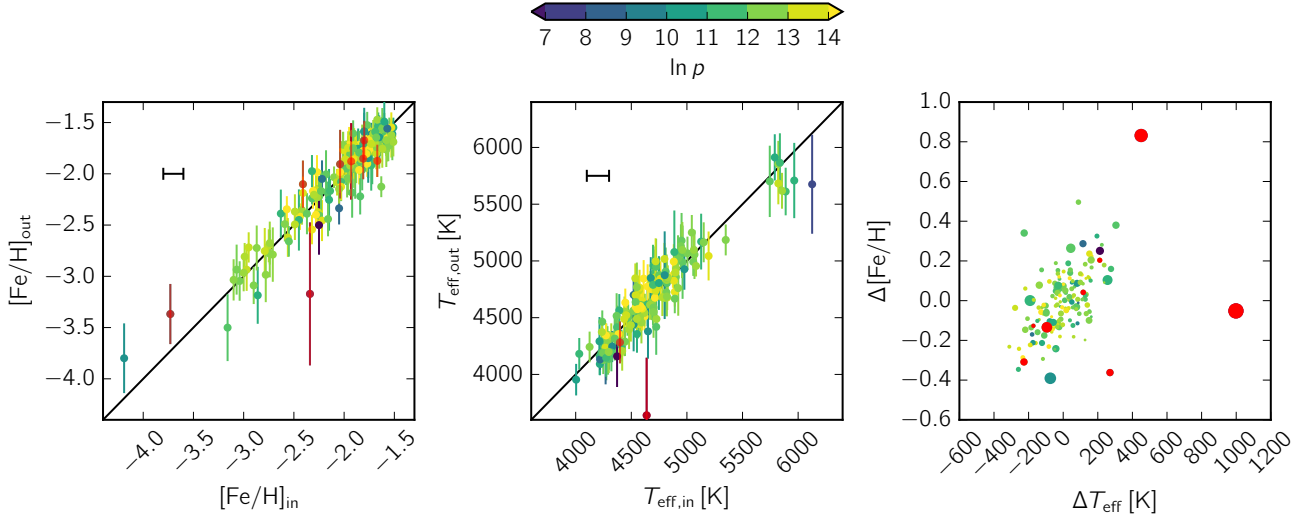 7 8 9 10 11 12 13 14
ln p
−1.5
−2.0
−2.5
−3.0
−3.5
−4.0
[Fe/H]out
−4.0 −3.5 −3.0 −2.5 −2.0 −1.5
[Fe/H]in
6000
5500
5000
4500
4000
Teff,out [K]
4000 4500 5000 5500 6000
Teff,in [K]
1.0
0.8
0.6
0.4
0.2
0.0
−0.2
−0.4
−0.6
Δ[Fe/H]
−600 −400 −200 0 200 400 600 800 1000 1200
ΔTeff [K]